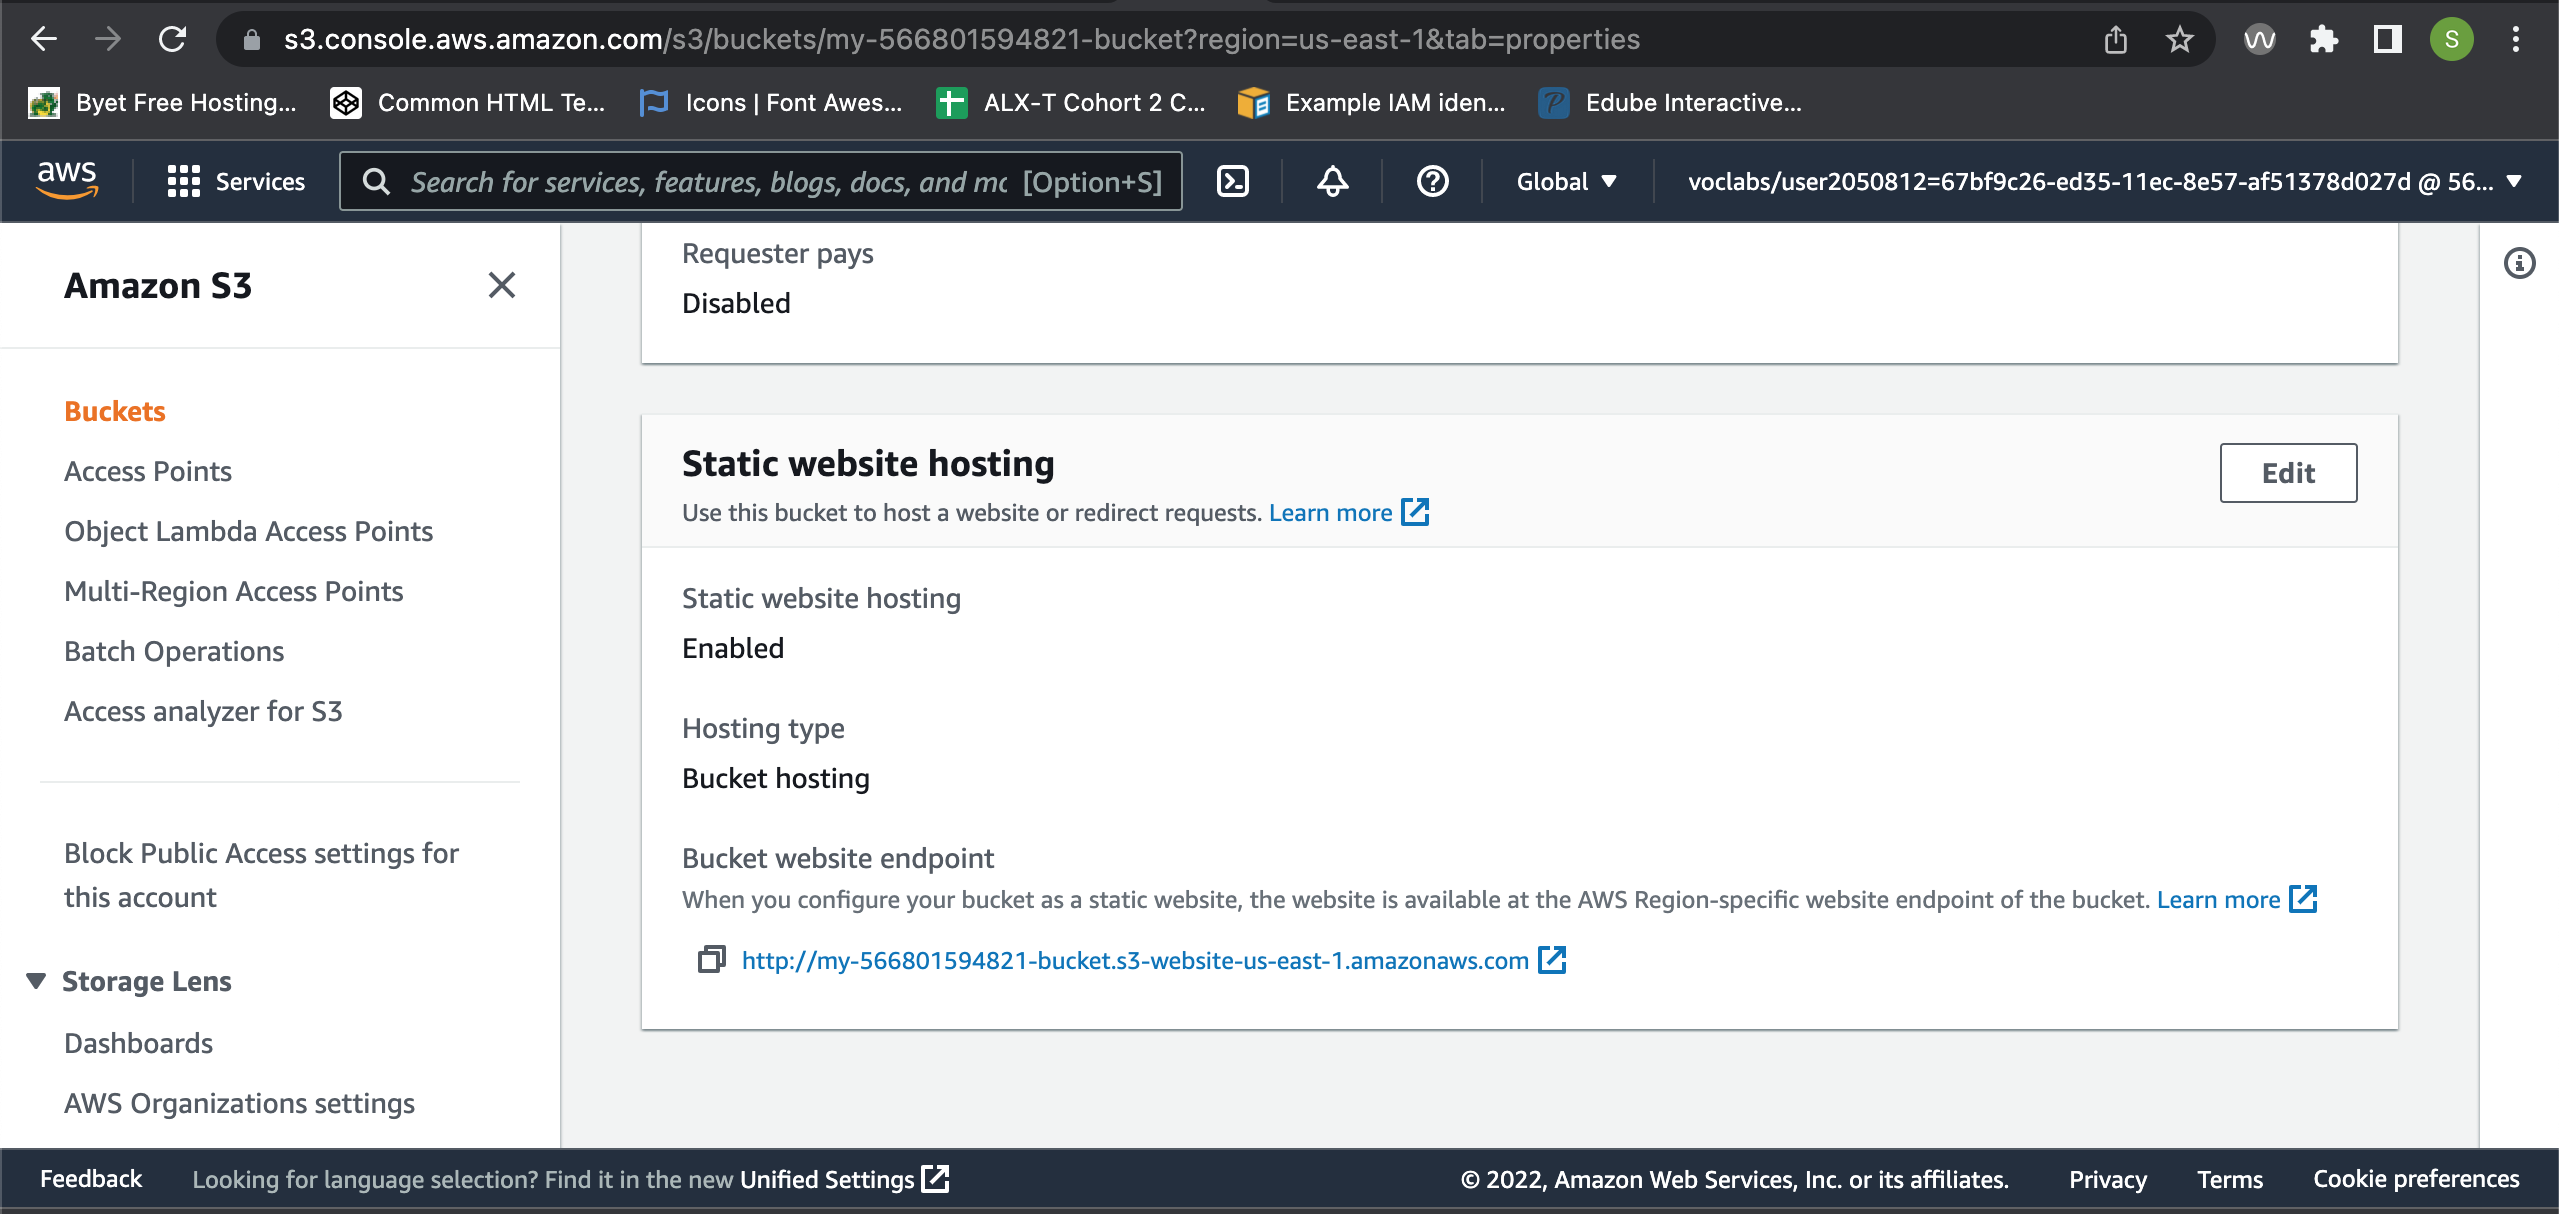 s3.console.aws.amazon.com/s3/buckets/my-566801594821-bucket?region=us-east-1&tab=properties
S
Byet Free Hosting...
Common HTML Te...
Icons | Font Awes...
ALX-T Cohort 2 C...
Example IAM iden...
Edube Interactive...
aws
Services
Search for services, features, blogs, docs, and mc [Option+S]
Global
voclabs/user2050812=67bf9c26-ed35-11ec-8e57-af51378d027d @ 56...
Amazon S3
Buckets
Access Points
Object Lambda Access Points
Multi-Region Access Points
Batch Operations
Access analyzer for S3
Block Public Access settings for
this account
Storage Lens
Dashboards
AWS Organizations settings
Requester pays
Disabled
Static website hosting
Edit
Use this bucket to host a website or redirect requests. Learn more
Static website hosting
Enabled
Hosting type
Bucket hosting
Bucket website endpoint
When you configure your bucket as a static website, the website is available at the AWS Region-specific website endpoint of the bucket. Learn more
http://my-566801594821-bucket.s3-website-us-east-1.amazonaws.com
Feedback
Looking for language selection? Find it in the new Unified Settings
© 2022, Amazon Web Services, Inc. or its affiliates.
Privacy
Terms
Cookie preferences